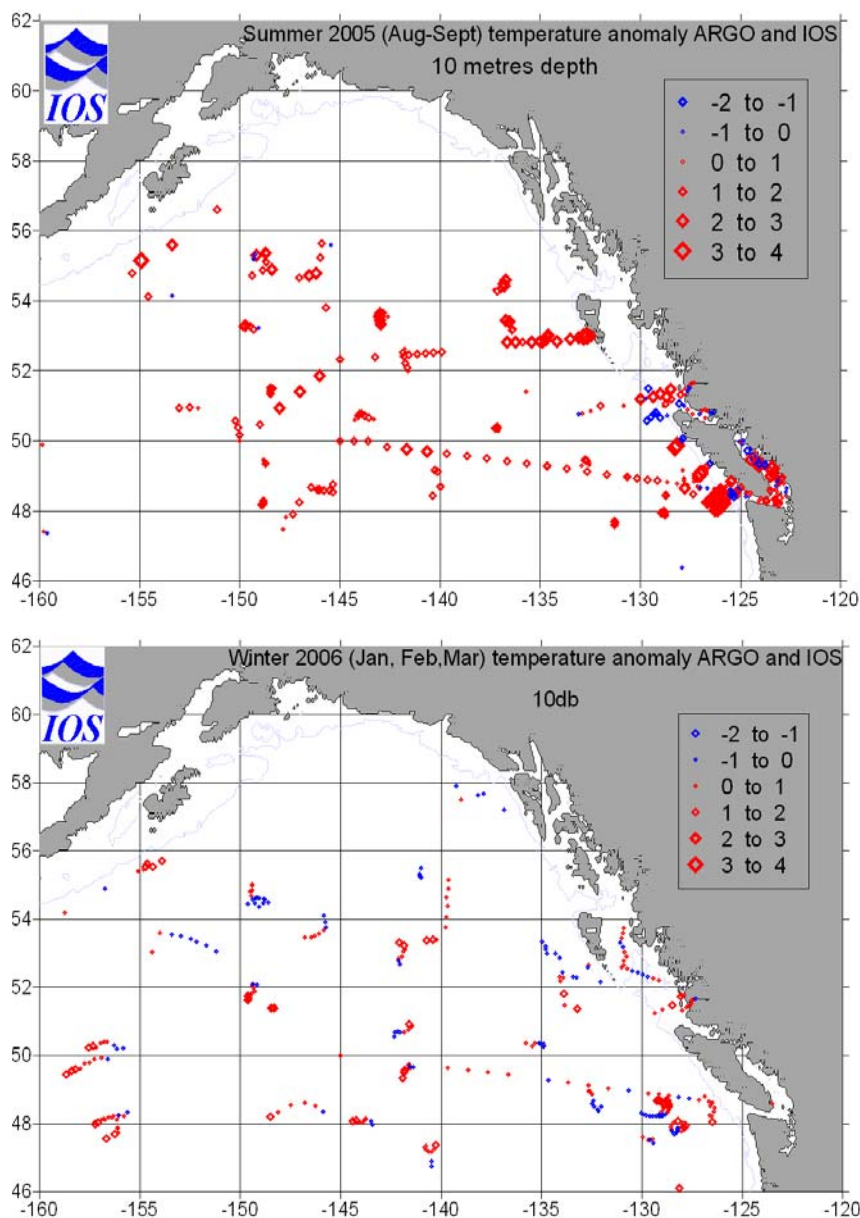 Summer 2005 (Aug-Sept) temperature anomaly ARGO and IOS
10 metres depth
IOS
-2 to -1
-1 to 0
0 to 1
1 to 2
2 to 3
3 to 4
62
60
58
56
54
52
50
48
46
-160 -155 -150 -145 -140 -135 -130 -125 -120
Winter 2006 (Jan, Feb,Mar) temperature anomaly ARGO and IOS
10db
IOS
-2 to -1
-1 to 0
0 to 1
1 to 2
2 to 3
3 to 4
62
60
58
56
54
52
50
48
46
-160 -155 -150 -145 -140 -135 -130 -125 -120